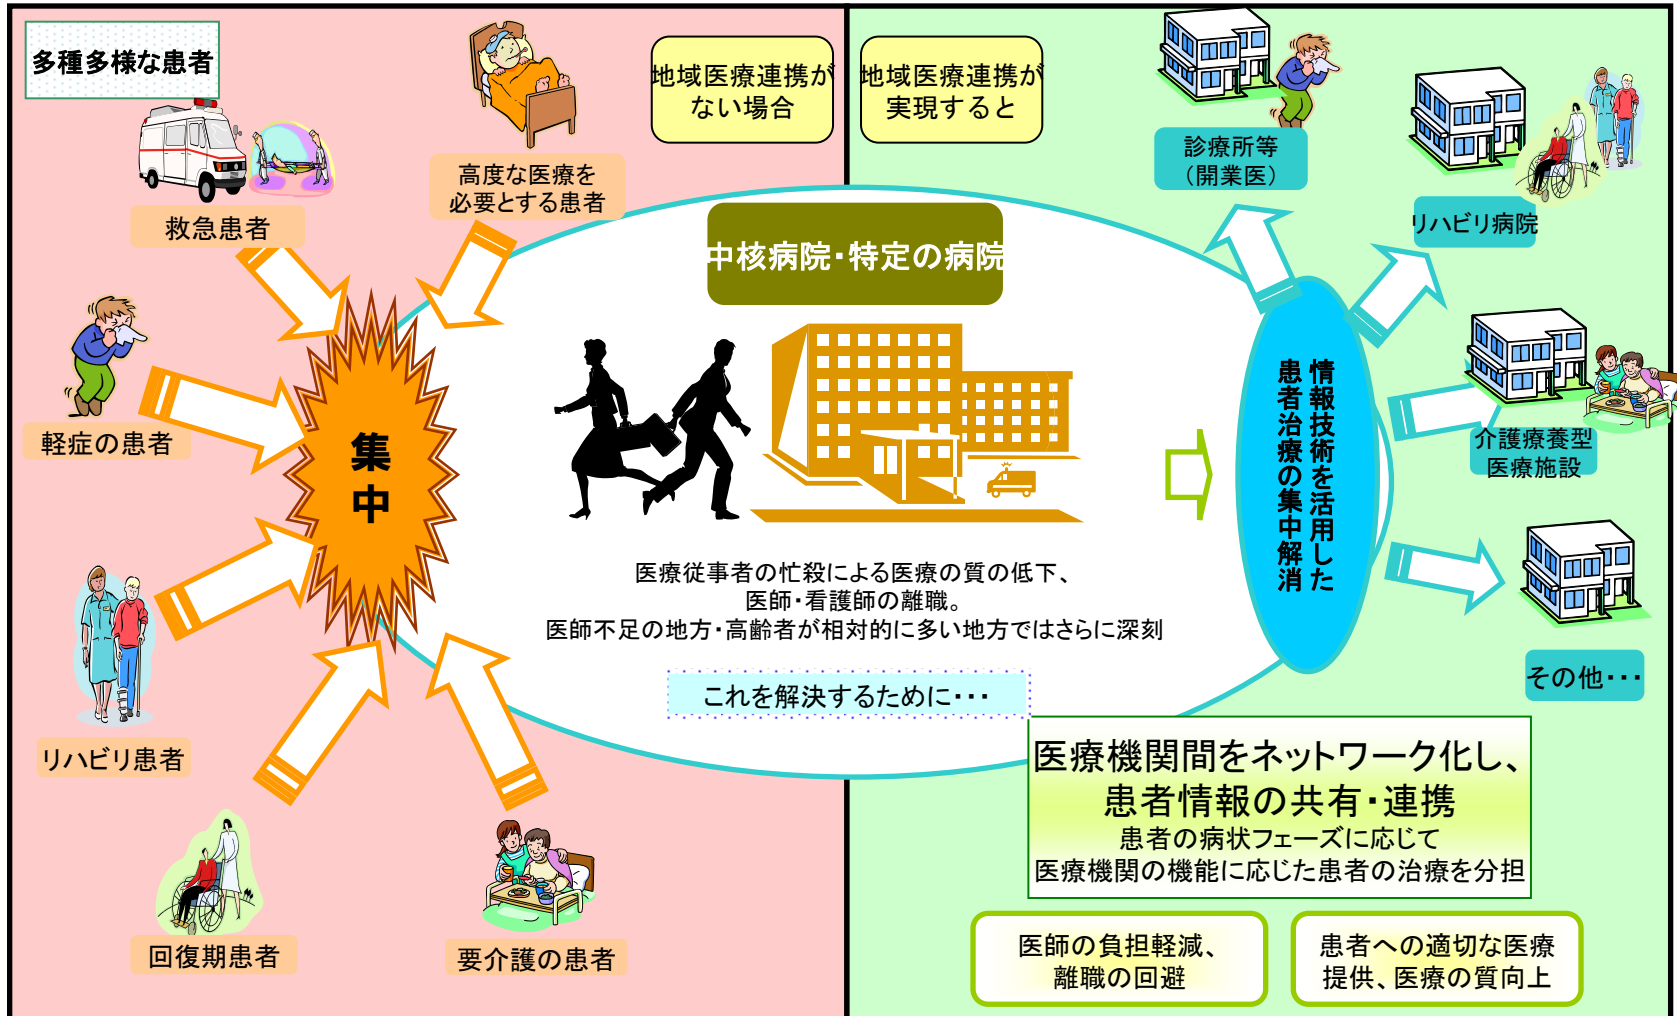 多種多様な患者
救急患者
高度な医療を
必要とする患者
軽症の患者
リハビリ患者
回復期患者
要介護の患者
集中
地域医療連携が
ない場合
地域医療連携が
実現すると
中核病院・特定の病院
医療従事者の忙殺による医療の質の低下、
医師・看護師の離職。
医師不足の地方・高齢者が相対的に多い地方ではさらに深刻
これを解決するために・・・
情報技術を活用した
患者治療の集中解消
診療所等
（開業医）
リハビリ病院
介護療養型
医療施設
その他・・・
医療機関間をネットワーク化し、
患者情報の共有・連携
患者の病状フェーズに応じて
医療機関の機能に応じた患者の治療を分担
医師の負担軽減、
離職の回避
患者への適切な医療
提供、医療の質向上